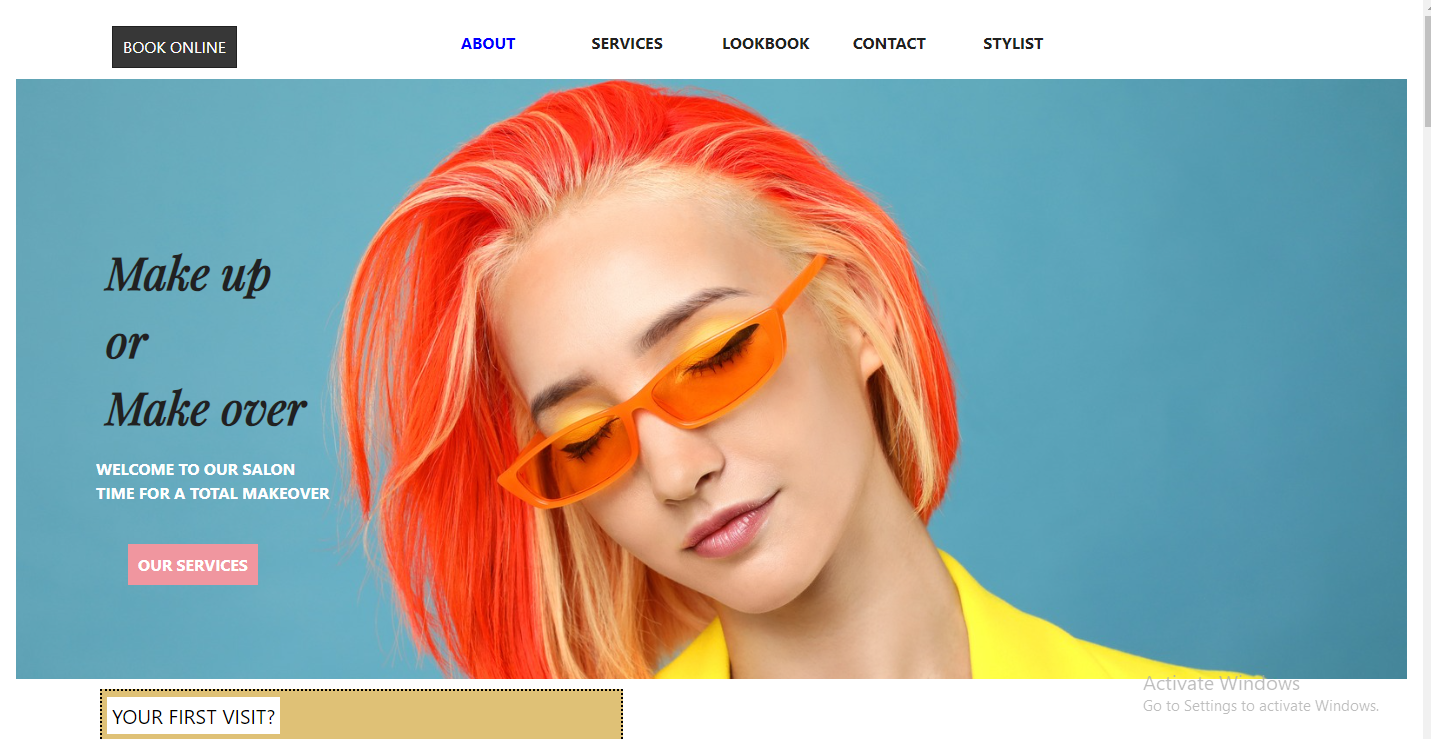 BOOK ONLINE
ABOUT
SERVICES
LOOKBOOK
CONTACT
STYLIST
Make up
or
Make over
WELCOME TO OUR SALON
TIME FOR A TOTAL MAKEOVER
OUR SERVICES
Activate Windows
Go to Settings to activate Windows.
YOUR FIRST VISIT?